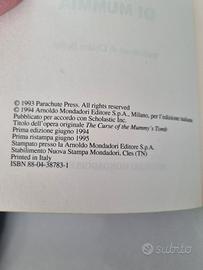 DI MUMMIA
© 1993 Parachute Press. All rights reserved
© 1994 Arnoldo Mondadori Editore S.p.A., Milano, per l'edizione italiana
Pubblicato per accordo con Scholastic Inc.
Titolo dell'opera originale The Curse of the Mummy's Tomb
Prima edizione giugno 1994
Prima ristampa giugno 1995
Stampato presso la Arnoldo Mondadori Editore S.p.A.
Stabilimento Nuova Stampa Mondadori, Cles (TN)
Printed in Italy
ISBN 88-04-38783-1
subito